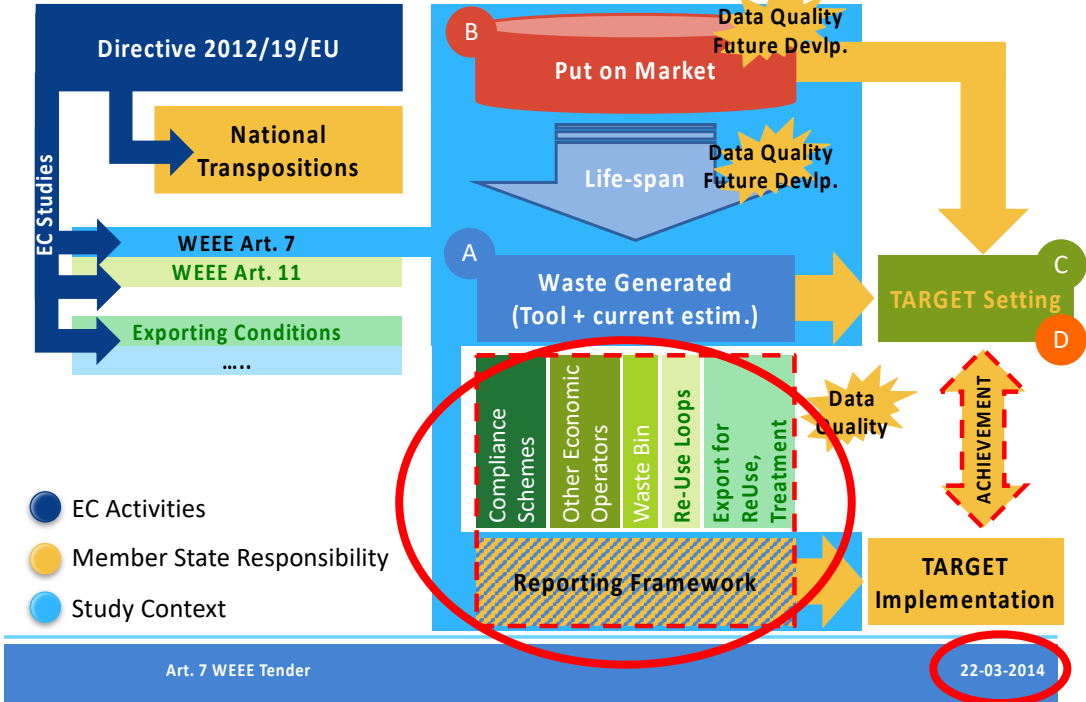 Directive 2012/19/EU
National
Transpositions
EC Studies
WEEE Art. 7
WEEE Art. 11
Exporting Conditions
.....
B
Put on Market
Data Quality
Future Devlp.
Life-span
Data Quality
Future Devlp.
A
Waste Generated
(Tool + current estim.)
C
TARGET Setting
D
Compliance
Schemes
Other Economic
Operators
Waste Bin
Re-Use Loops
Export for
ReUse,
Treatment
Data
Quality
ACHIEVEMENT
Reporting Framework
TARGET
Implementation
EC Activities
Member State Responsibility
Study Context
Art. 7 WEEE Tender
22-03-2014